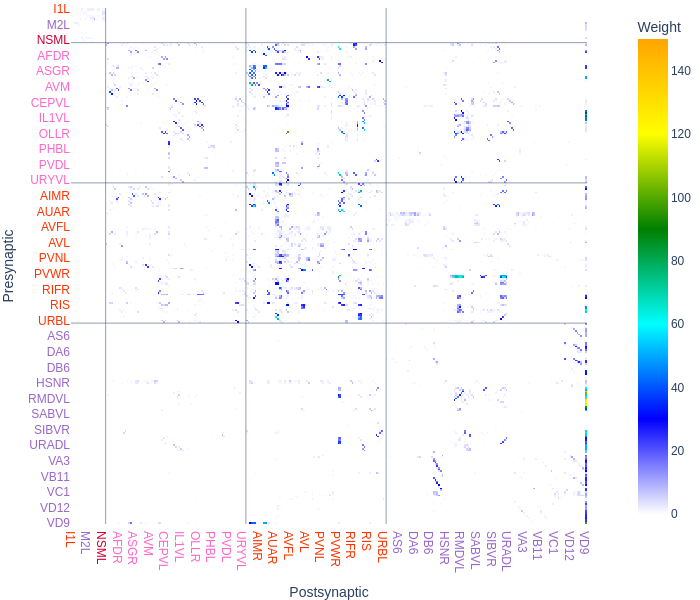 Weight
I1L
M2L
NSML
AFDR
ASGR
AVM
CEPVL
IL1VL
OLLR
PHBL
PVDL
URYVL
AIMR
AUAR
AVFL
AVL
PVNL
PVWR
RIFR
RIS
URBL
AS6
DA6
DB6
HSNR
RMDVL
SABVL
SIBVR
URADL
VA3
VB11
VC1
VD12
VD9
Presynaptic
140
120
100
80
60
40
20
0
I1L
M2L
NSML
AFDR
ASGR
AVM
CEPVL
IL1VL
OLLR
PHBL
PVDL
URYVL
AIMR
AUAR
AVFL
AVL
PVNL
PVWR
RIFR
RIS
URBL
AS6
DA6
DB6
HSNR
RMDVL
SABVL
SIBVR
URADL
VA3
VB11
VC1
VD12
VD9
Postsynaptic